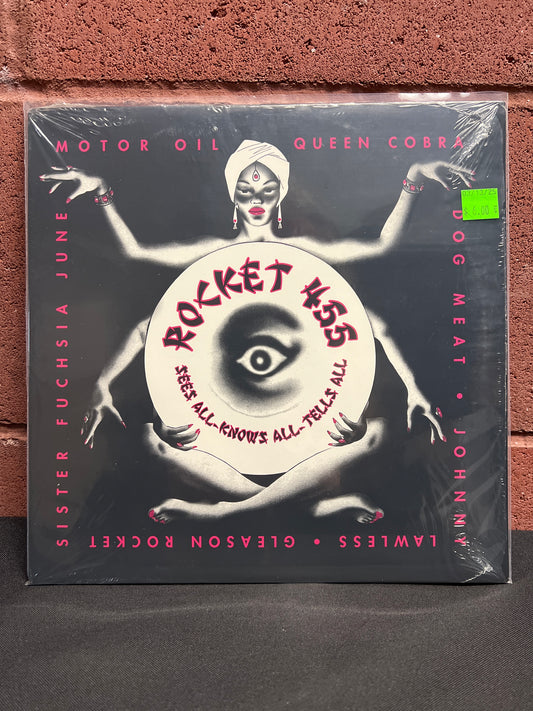 MOTOR OIL
QUEEN COBRA
DOG MEAT • JOHNNY
LAWLESS • GLEASON ROCKET
SISTER FUCHSIA JUNE
ROCKET 455
SEES ALL-KNOWS ALL-TELLS ALL